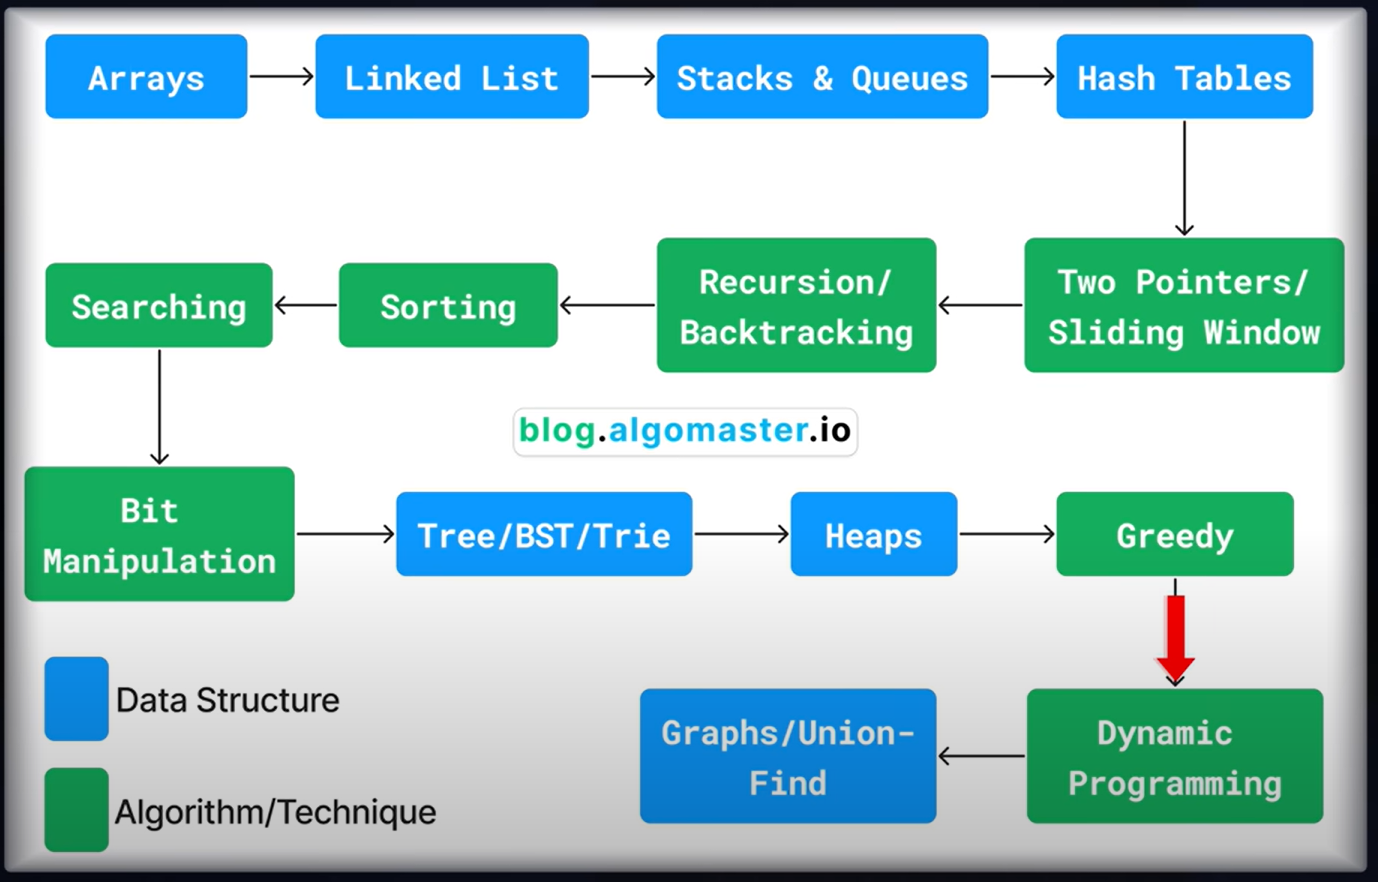 Arrays
Linked List
Stacks & Queues
Hash Tables
Two Pointers/
Sliding Window
Recursion/
Backtracking
Sorting
Searching
blog.algomaster.io
Bit
Manipulation
Tree/BST/Trie
Heaps
Greedy
Dynamic
Programming
Graphs/Union-
Find
Data Structure
Algorithm/Technique